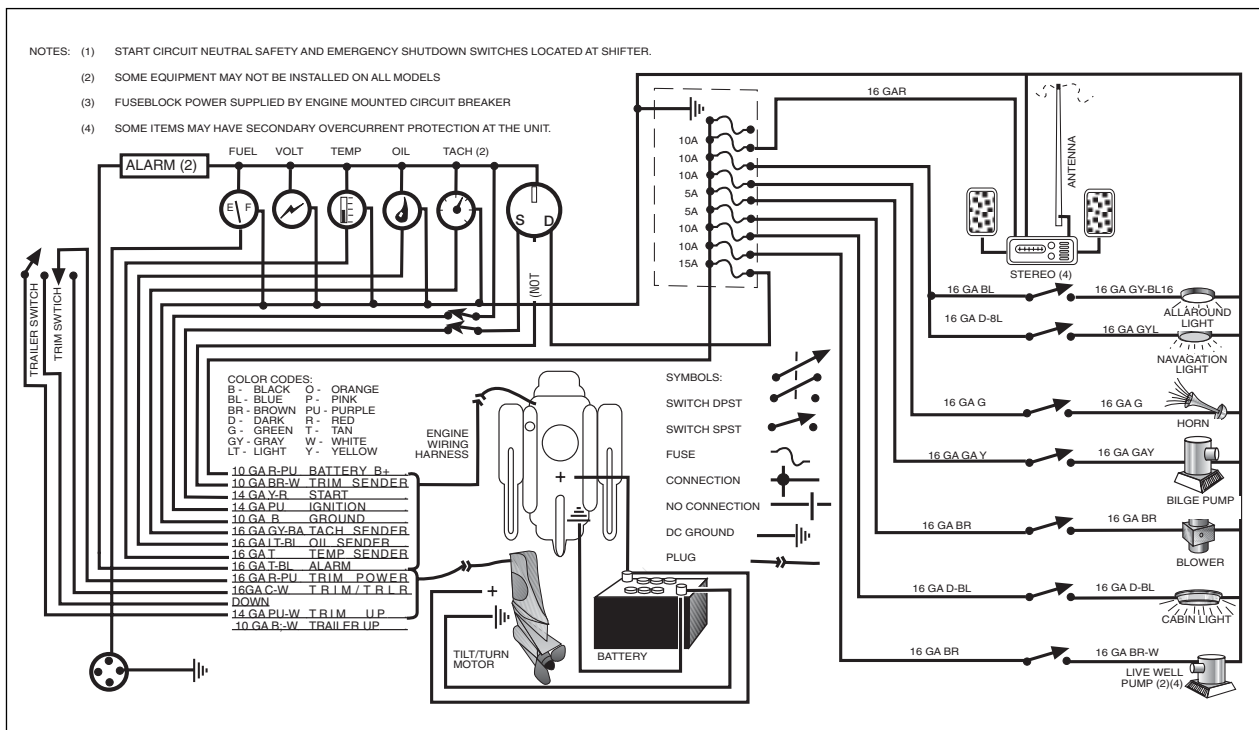 NOTES: (1) START CIRCUIT NEUTRAL SAFETY AND EMERGENCY SHUTDOWN SWITCHES LOCATED AT SHIFTER.
(2) SOME EQUIPMENT MAY NOT BE INSTALLED ON ALL MODELS
(3) FUSEBLOCK POWER SUPPLIED BY ENGINE MOUNTED CIRCUIT BREAKER
(4) SOME ITEMS MAY HAVE SECONDARY OVERCURRENT PROTECTION AT THE UNIT.
ALARM (2)
FUEL
VOLT
TEMP
OIL
TACH (2)
E
F
S
D
(NOT
TRAILER SWITCH
TRIM SWTICH
10A
10A
10A
5A
5A
10A
10A
15A
16 GAR
ANTENNA
STEREO (4)
16 GA BL
16 GA GY-BL16
ALLAROUND
LIGHT
16 GA D-8L
16 GA GYL
NAVAGATION
LIGHT
16 GA G
16 GA G
HORN
16 GA GA Y
16 GA GAY
BILGE PUMP
16 GA BR
16 GA BR
BLOWER
16 GA D-BL
16 GA D-BL
CABIN LIGHT
16 GA BR
16 GA BR-W
LIVE WELL
PUMP (2)(4)
COLOR CODES:
B - BLACK O - ORANGE
BL - BLUE P - PINK
BR - BROWN PU - PURPLE
D - DARK R - RED
G - GREEN T - TAN
GY - GRAY W - WHITE
LT - LIGHT Y - YELLOW
10 GA R-PU BATTERY B+
10 GA BR-W TRIM SENDER
14 GA Y-R START
14 GA PU IGNITION
10 GA B GROUND
16 GA GY-BA TACH SENDER
16 GA LT-BL OIL SENDER
16 GA T TEMP SENDER
16 GA T-BL ALARM
16 GA R-PU TRIM POWER
16GA C-W TRIM/TRLR
DOWN
14 GA PU-W TRIM UP
10 GA B:-W TRAILER UP
ENGINE
WIRING
HARNESS
+
+
TILT/TURN
MOTOR
BATTERY
SYMBOLS:
SWITCH DPST
SWITCH SPST
FUSE
CONNECTION
NO CONNECTION
DC GROUND
PLUG